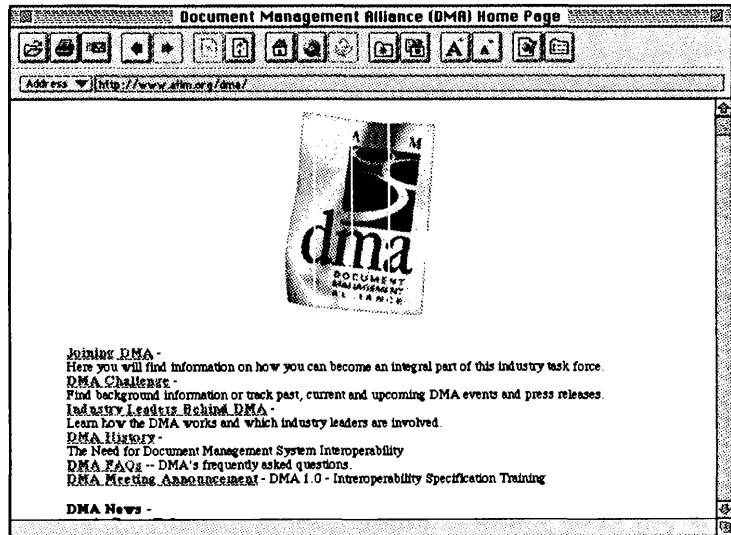 Document Management Alliance (DMA) Home Page
A A
Address http://www.aiim.org/dma/
A I I M
dma
DOCUMENT
MANAGEMENT
ALLIANCE
Joining DMA -
Here you will find information on how you can become an integral part of this industry task force.
DMA Challenge -
Find background information or track past, current and upcoming DMA events and press releases.
Industry Leaders Behind DMA -
Learn how the DMA works and which industry leaders are involved.
DMA History -
The Need for Document Management System Interoperability
DMA FAQs -- DMA's frequently asked questions.
DMA Meeting Announcement - DMA 1.0 - Intreroperability Specification Training
DMA News -